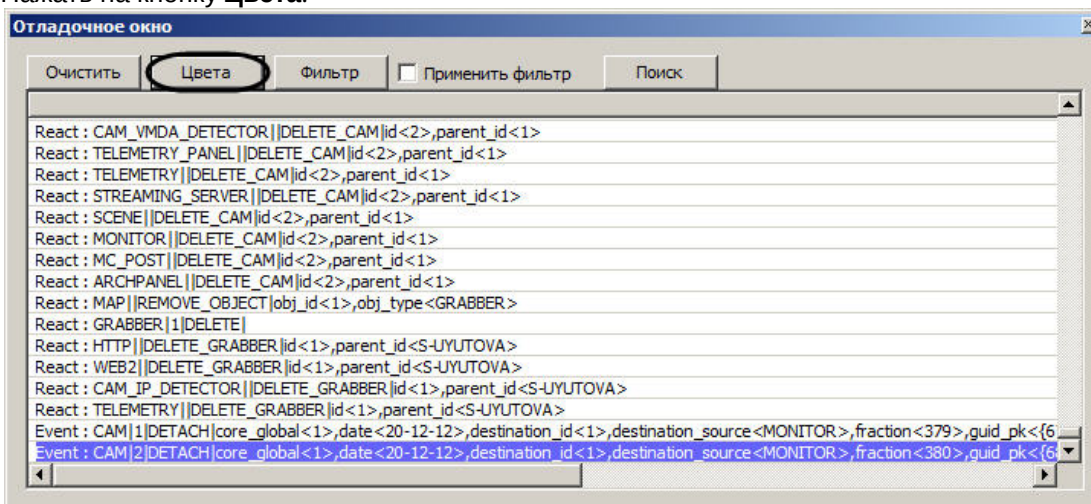 Нажать на кнопку Цвета.
Отладочное окно
Очистить Цвета Фильтр Применить фильтр Поиск
React : CAM_VMDA_DETECTOR||DELETE_CAM|id<2>,parent_id<1>
React : TELEMETRY_PANEL||DELETE_CAM|id<2>,parent_id<1>
React : TELEMETRY||DELETE_CAM|id<2>,parent_id<1>
React : STREAMING_SERVER||DELETE_CAM|id<2>,parent_id<1>
React : SCENE||DELETE_CAM|id<2>,parent_id<1>
React : MONITOR||DELETE_CAM|id<2>,parent_id<1>
React : MC_POST||DELETE_CAM|id<2>,parent_id<1>
React : ARCHPANEL||DELETE_CAM|id<2>,parent_id<1>
React : MAP||REMOVE_OBJECT|obj_id<1>,obj_type<GRABBER>
React : GRABBER|1|DELETE|
React : HTTP||DELETE_GRABBER|id<1>,parent_id<S-UYUTOVA>
React : WEB2||DELETE_GRABBER|id<1>,parent_id<S-UYUTOVA>
React : CAM_IP_DETECTOR||DELETE_GRABBER|id<1>,parent_id<S-UYUTOVA>
React : TELEMETRY||DELETE_GRABBER|id<1>,parent_id<S-UYUTOVA>
Event : CAM|1|DETACH|core_global<1>,date<20-12-12>,destination_id<1>,destination_source<MONITOR>,fraction<379>,guid_pk<{6
Event : CAM|2|DETACH|core_global<1>,date<20-12-12>,destination_id<1>,destination_source<MONITOR>,fraction<380>,guid_pk<{6